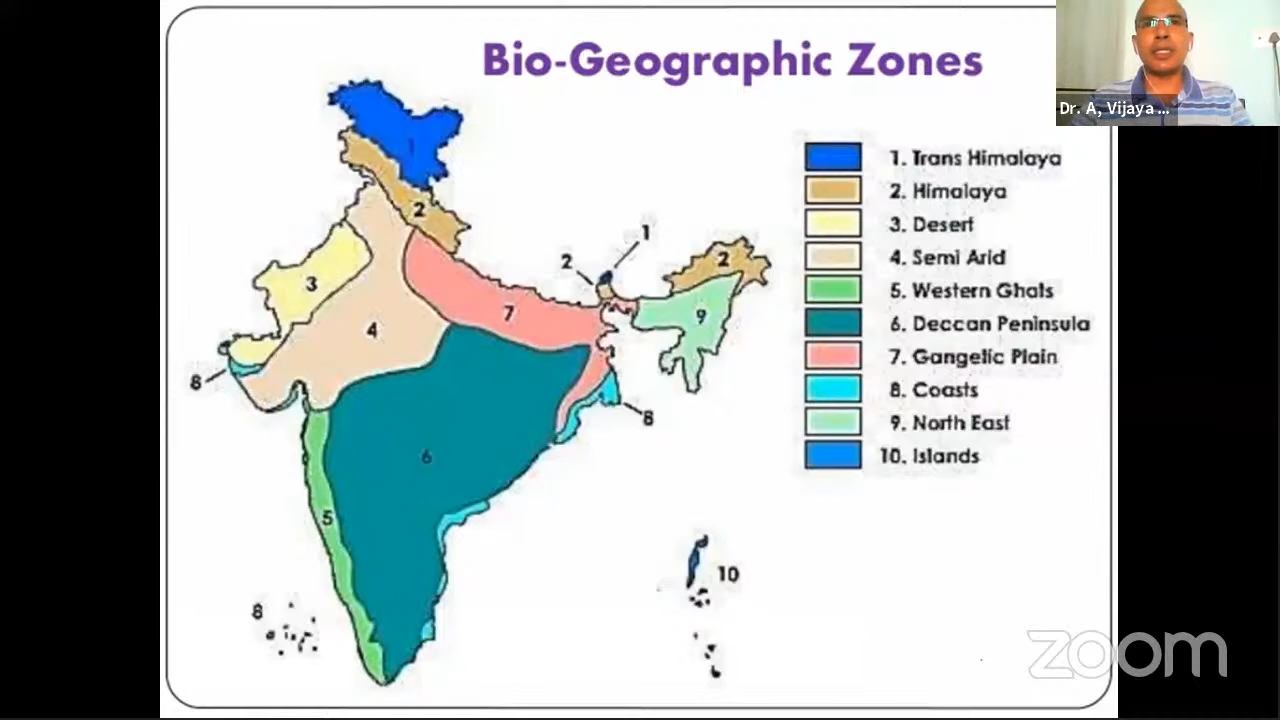 Bio-Geographic Zones
Dr. A, Vijaya ...
1. Trans Himalaya
2. Himalaya
3. Desert
4. Semi Arid
5. Western Ghats
6. Deccan Peninsula
7. Gangetic Plain
8. Coasts
9. North East
10. Islands
1
2
1
2
2
3
7
9
4
8
8
6
5
10
8
zoom